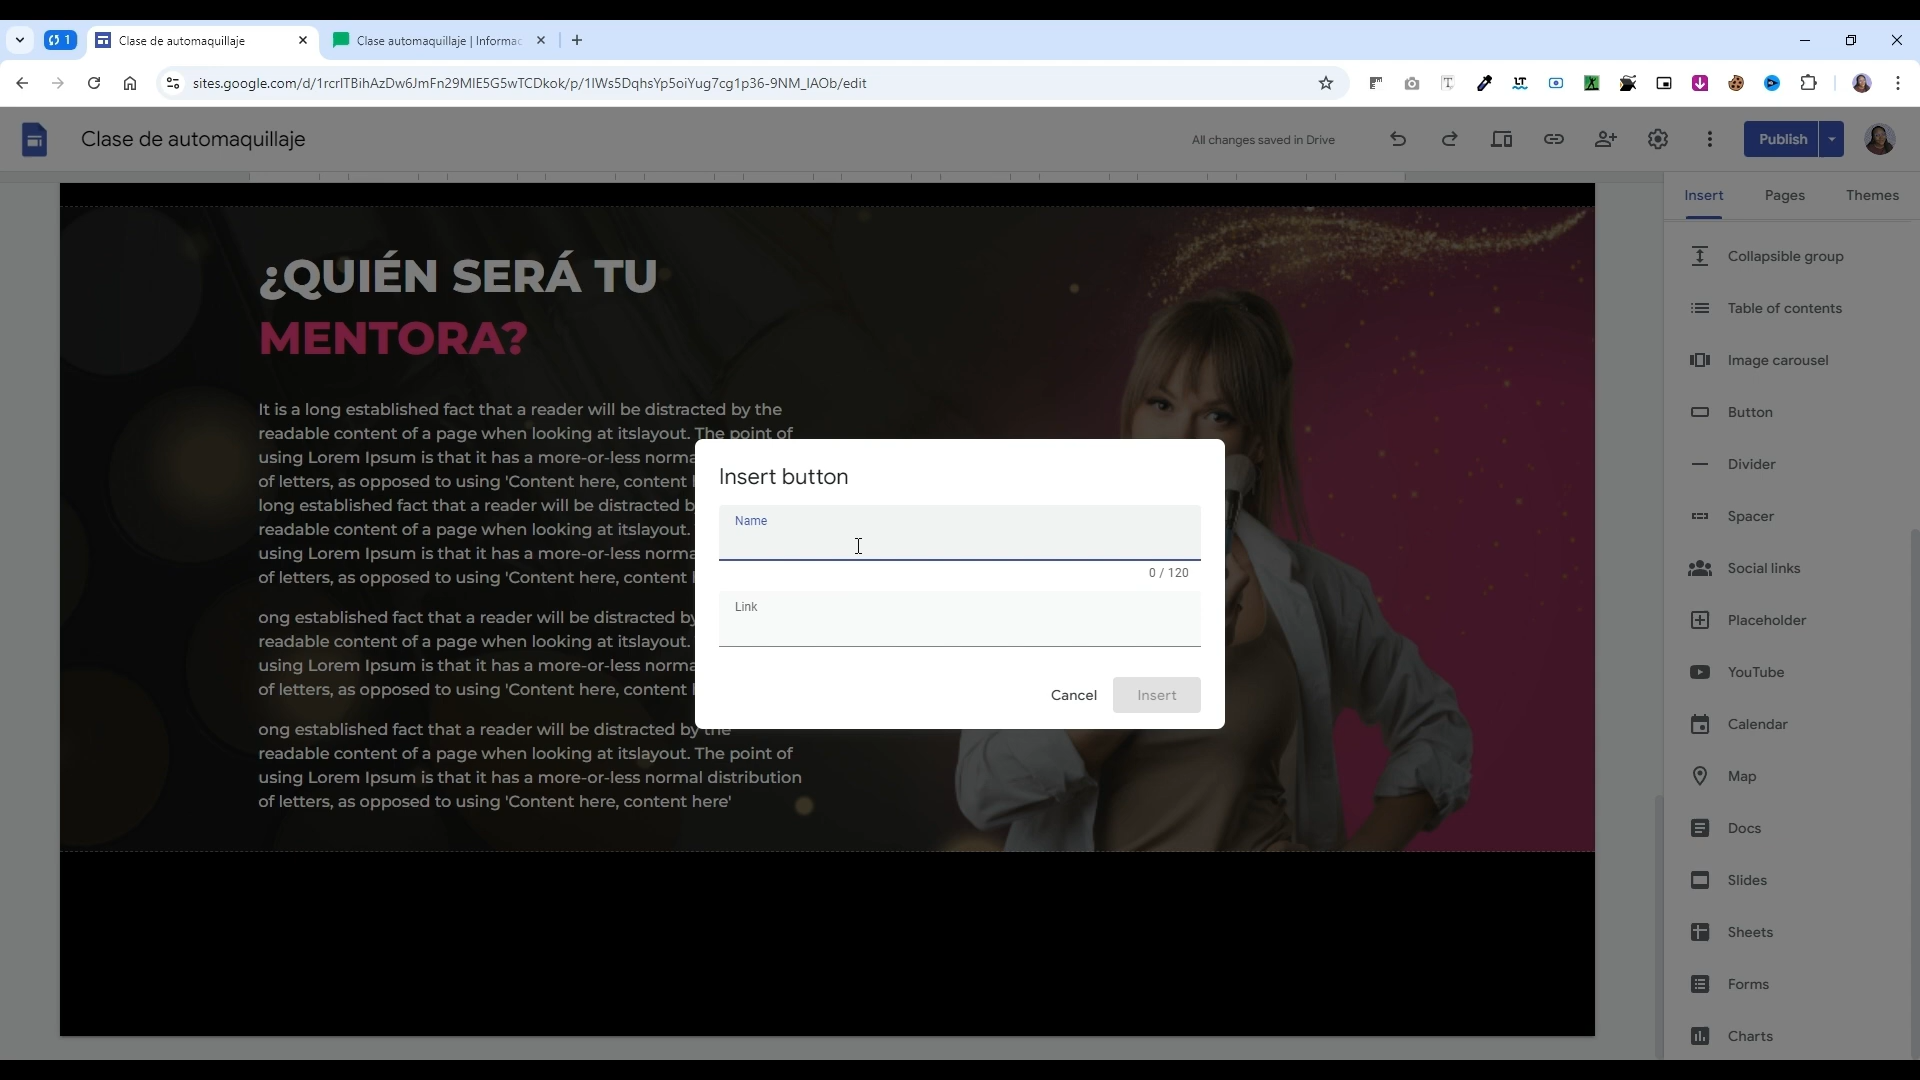 1
Clase de automaquillaje
Clase automaquillaje | Informac
sites.google.com/d/1rcrITBihAzDw6JmFn29MIE5G5wTCDkok/p/1IWs5DqhsYp5oiYug7cg1p36-9NM_IAOb/edit
Clase de automaquillaje
All changes saved in Drive
Publish
Insert
Pages
Themes
¿QUIÉN SERÁ TU
MENTORA?
It is a long established fact that a reader will be distracted by the
readable content of a page when looking at itslayout. The point of
using Lorem Ipsum is that it has a more-or-less norma
of letters, as opposed to using 'Content here, content
long established fact that a reader will be distracted b
readable content of a page when looking at itslayout.
using Lorem Ipsum is that it has a more-or-less norma
of letters, as opposed to using 'Content here, content
ong established fact that a reader will be distracted by
readable content of a page when looking at itslayout.
using Lorem Ipsum is that it has a more-or-less norma
of letters, as opposed to using 'Content here, content
ong established fact that a reader will be distracted by the
readable content of a page when looking at itslayout. The point of
using Lorem Ipsum is that it has a more-or-less normal distribution
of letters, as opposed to using 'Content here, content here'
Insert button
Name
0 / 120
Link
Cancel
Insert
Collapsible group
Table of contents
Image carousel
Button
Divider
Spacer
Social links
Placeholder
YouTube
Calendar
Map
Docs
Slides
Sheets
Forms
Charts